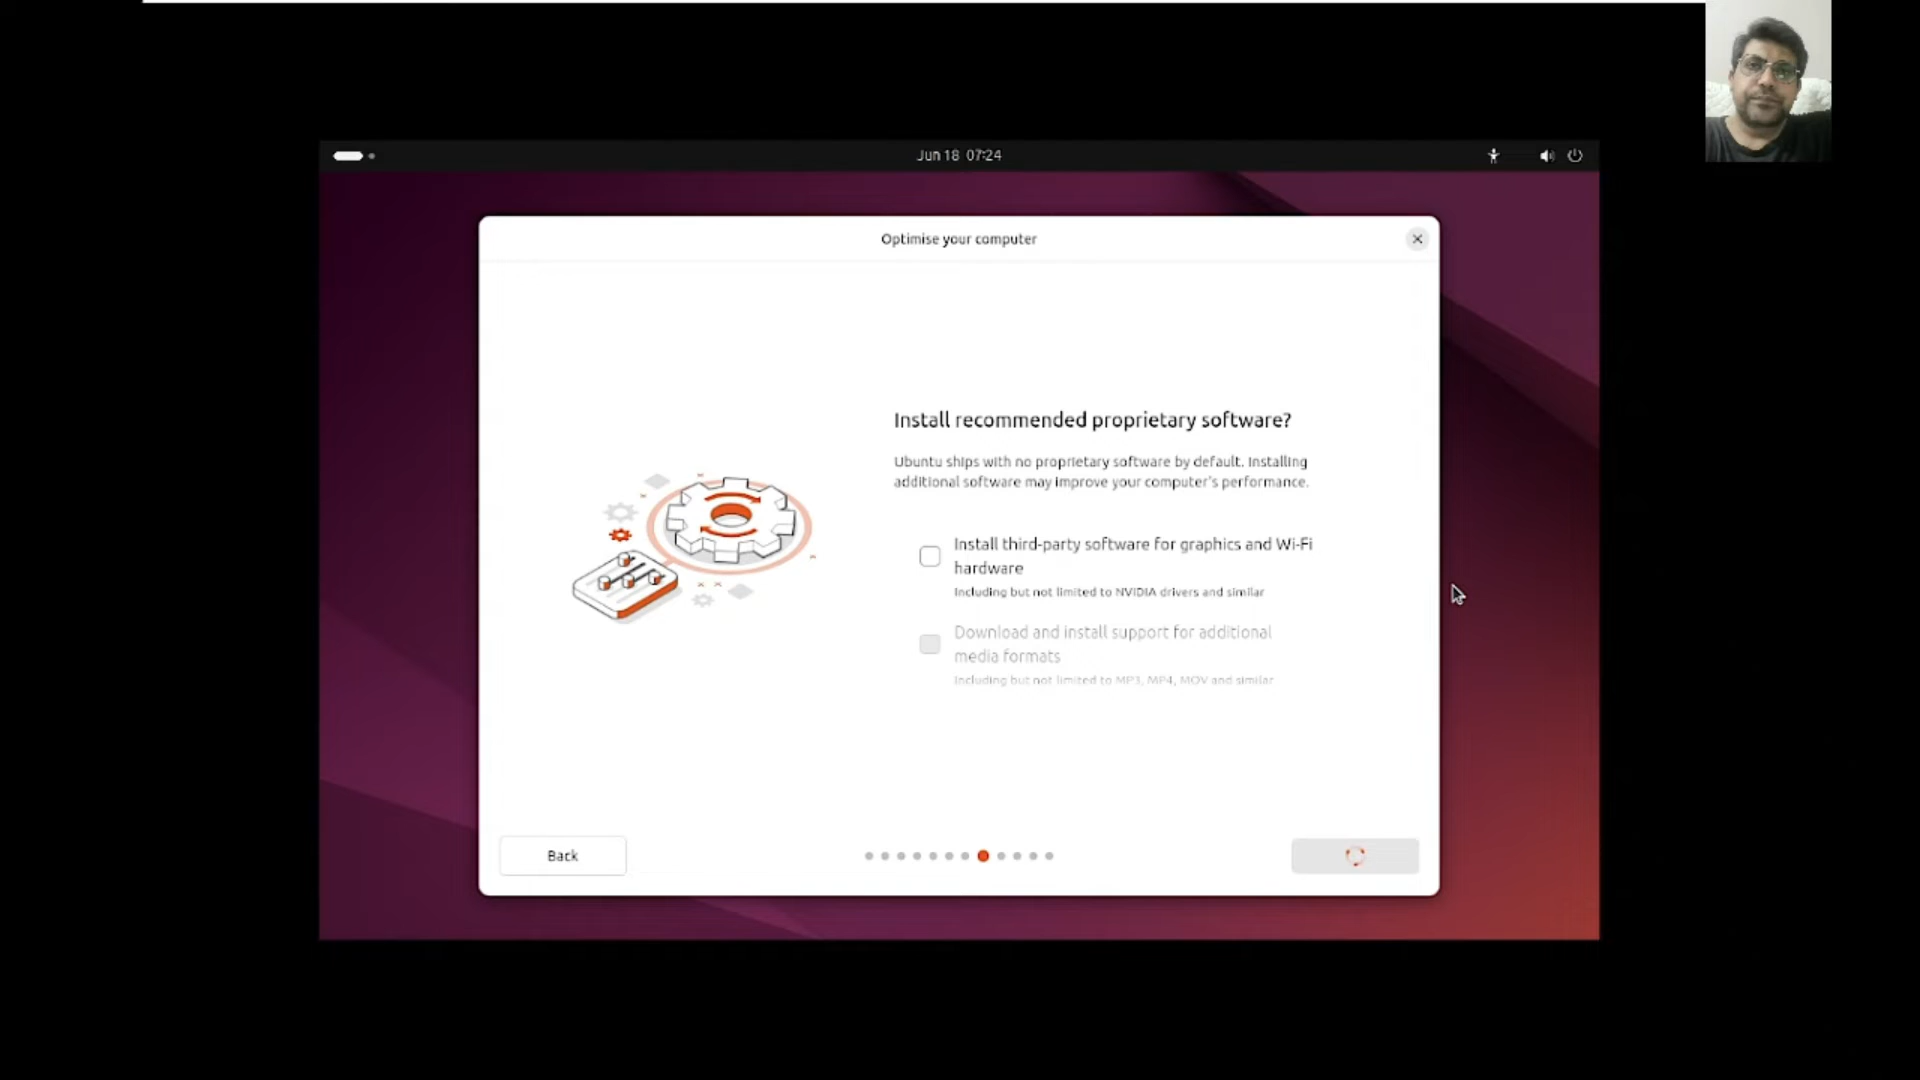 Jun 18 07:24
Optimise your computer
Install recommended proprietary software?
Ubuntu ships with no proprietary software by default. Installing
additional software may improve your computer's performance.
Install third-party software for graphics and Wi-Fi
hardware
Including but not limited to NVIDIA drivers and similar
Download and install support for additional
media formats
Including but not limited to MP3, MP4, MOV and similar
Back